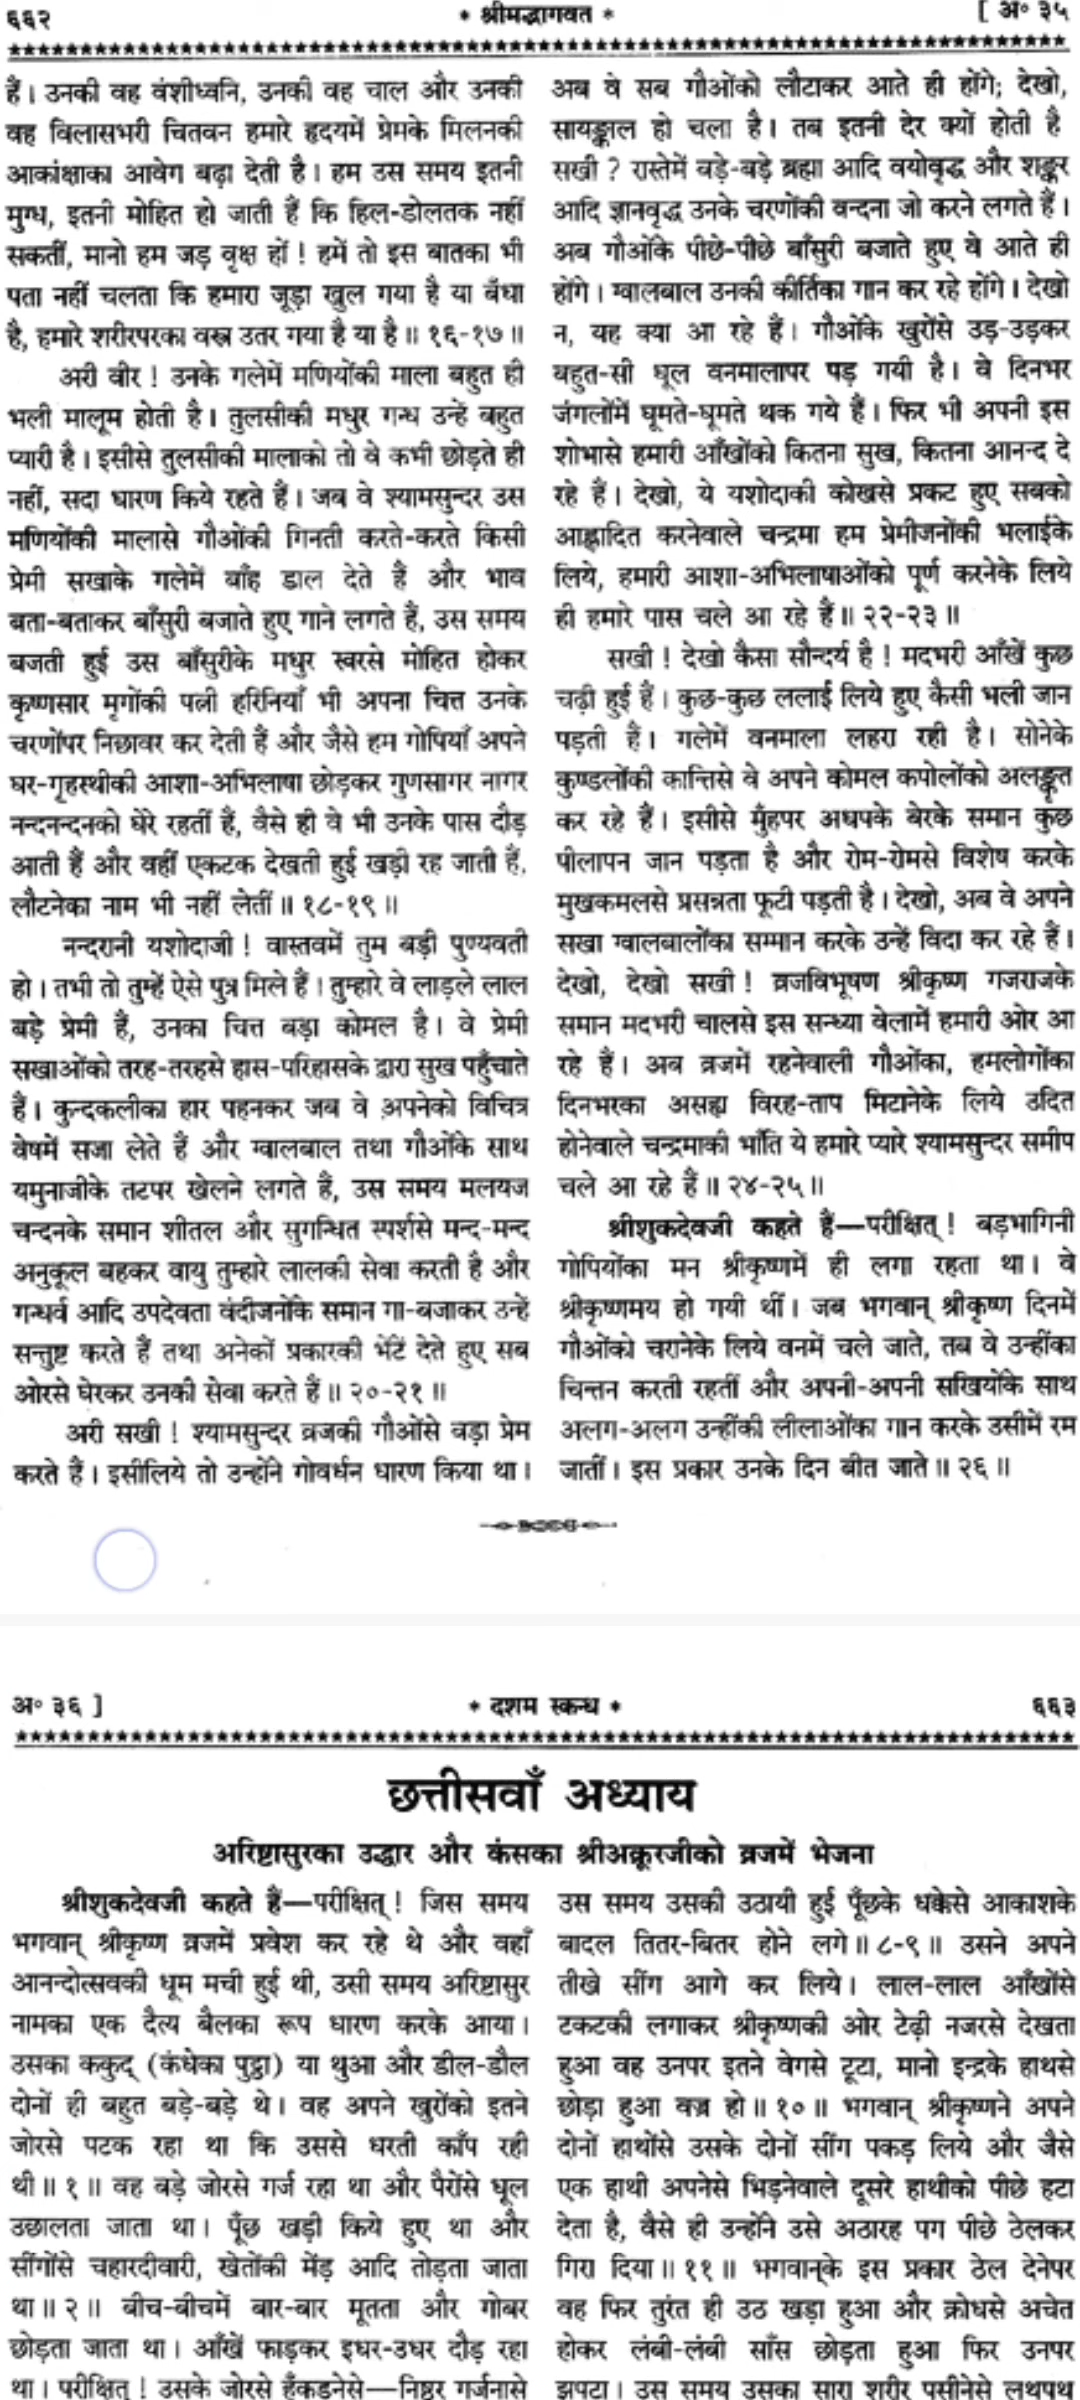 ६६२
* श्रीमद्भागवत *
[ अ० ३५
हैं। उनकी वह वंशीध्वनि, उनकी वह चाल और उनकी
वह विलासभरी चितवन हमारे हृदयमें प्रेमके मिलनकी
आकांक्षाका आवेग बढ़ा देती है। हम उस समय इतनी
मुग्ध, इतनी मोहित हो जाती हैं कि हिल-डोलतक नहीं
सकतीं, मानो हम जड़ वृक्ष हों! हमें तो इस बातका भी
पता नहीं चलता कि हमारा जूड़ा खुल गया है या बँधा
है, हमारे शरीरपरका वस्त्र उतर गया है या है॥ १६-१७॥
अरी वीर! उनके गलेमें मणियोंकी माला बहुत ही
भली मालूम होती है। तुलसीकी मधुर गन्ध उन्हें बहुत
प्यारी है। इसीसे तुलसीकी मालाको तो वे कभी छोड़ते ही
नहीं, सदा धारण किये रहते हैं। जब वे श्यामसुन्दर उस
मणियोंकी मालासे गौओंकी गिनती करते-करते किसी
प्रेमी सखाके गलेमें बाँह डाल देते हैं और भाव
बता-बताकर बाँसुरी बजाते हुए गाने लगते हैं, उस समय
बजती हुई उस बाँसुरीके मधुर स्वरसे मोहित होकर
कृष्णसार मृगोंकी पत्नी हरिनियाँ भी अपना चित्त उनके
चरणोंपर निछावर कर देती हैं और जैसे हम गोपियाँ अपने
घर-गृहस्थीकी आशा-अभिलाषा छोड़कर गुणसागर नागर
नन्दनन्दनको घेरे रहतीं हैं, वैसे ही वे भी उनके पास दौड़
आती हैं और वहीं एकटक देखती हुई खड़ी रह जाती हैं,
लौटनेका नाम भी नहीं लेतीं॥ १८-१९॥
नन्दरानी यशोदाजी! वास्तवमें तुम बड़ी पुण्यवती
हो। तभी तो तुम्हें ऐसे पुत्र मिले हैं। तुम्हारे वे लाड़ले लाल
बड़े प्रेमी हैं, उनका चित्त बड़ा कोमल है। वे प्रेमी
सखाओंको तरह-तरहसे हास-परिहासके द्वारा सुख पहुँचाते
हैं। कुन्दकलीका हार पहनकर जब वे अपनेको विचित्र
वेषमें सजा लेते हैं और ग्वालबाल तथा गौओंके साथ
यमुनाजीके तटपर खेलने लगते हैं, उस समय मलयज
चन्दनके समान शीतल और सुगन्धित स्पर्शसे मन्द-मन्द
अनुकूल बहकर वायु तुम्हारे लालकी सेवा करती है और
गन्धर्व आदि उपदेवता वंदीजनोंके समान गा-बजाकर उन्हें
सन्तुष्ट करते हैं तथा अनेकों प्रकारकी भेंटें देते हुए सब
ओरसे घेरकर उनकी सेवा करते हैं॥ २०-२१॥
अरी सखी! श्यामसुन्दर व्रजकी गौओंसे बड़ा प्रेम
करते हैं। इसीलिये तो उन्होंने गोवर्धन धारण किया था।
अब वे सब गौओंको लौटाकर आते ही होंगे; देखो,
सायङ्काल हो चला है। तब इतनी देर क्यों होती है
सखी? रास्तेमें बड़े-बड़े ब्रह्मा आदि वयोवृद्ध और शङ्कर
आदि ज्ञानवृद्ध उनके चरणोंकी वन्दना जो करने लगते हैं।
अब गौओंके पीछे-पीछे बाँसुरी बजाते हुए वे आते ही
होंगे। ग्वालबाल उनकी कीर्तिका गान कर रहे होंगे। देखो
न, यह क्या आ रहे हैं। गौओंके खुरोंसे उड़-उड़कर
बहुत-सी धूल वनमालापर पड़ गयी है। वे दिनभर
जंगलोंमें घूमते-घूमते थक गये हैं। फिर भी अपनी इस
शोभासे हमारी आँखोंको कितना सुख, कितना आनन्द दे
रहे हैं। देखो, ये यशोदाकी कोखसे प्रकट हुए सबको
आह्लादित करनेवाले चन्द्रमा हम प्रेमीजनोंकी भलाईके
लिये, हमारी आशा-अभिलाषाओंको पूर्ण करनेके लिये
ही हमारे पास चले आ रहे हैं॥ २२-२३॥
सखी! देखो कैसा सौन्दर्य है! मदभरी आँखें कुछ
चढ़ी हुई हैं। कुछ-कुछ ललाई लिये हुए कैसी भली जान
पड़ती हैं। गलेमें वनमाला लहरा रही है। सोनेके
कुण्डलोंकी कान्तिसे वे अपने कोमल कपोलोंको अलङ्कृत
कर रहे हैं। इसीसे मुँहपर अधपके बेरके समान कुछ
पीलापन जान पड़ता है और रोम-रोमसे विशेष करके
मुखकमलसे प्रसन्नता फूटी पड़ती है। देखो, अब वे अपने
सखा ग्वालबालोंका सम्मान करके उन्हें विदा कर रहे हैं।
देखो, देखो सखी! व्रजविभूषण श्रीकृष्ण गजराजके
समान मदभरी चालसे इस सन्ध्या वेलामें हमारी ओर आ
रहे हैं। अब व्रजमें रहनेवाली गौओंका, हमलोगोंका
दिनभरका असह्य विरह-ताप मिटानेके लिये उदित
होनेवाले चन्द्रमाकी भाँति ये हमारे प्यारे श्यामसुन्दर समीप
चले आ रहे हैं॥ २४-२५॥
श्रीशुकदेवजी कहते हैं—परीक्षित्! बड़भागिनी
गोपियोंका मन श्रीकृष्णमें ही लगा रहता था। वे
श्रीकृष्णमय हो गयी थीं। जब भगवान् श्रीकृष्ण दिनमें
गौओंको चरानेके लिये वनमें चले जाते, तब वे उन्हींका
चिन्तन करती रहतीं और अपनी-अपनी सखियोंके साथ
अलग-अलग उन्हींकी लीलाओंका गान करके उसीमें रम
जातीं। इस प्रकार उनके दिन बीत जाते॥ २६॥
अ० ३६ ]
* दशम स्कन्ध *
६६३
छत्तीसवाँ अध्याय
अरिष्टासुरका उद्धार और कंसका श्रीअक्रूरजीको व्रजमें भेजना
श्रीशुकदेवजी कहते हैं—परीक्षित्! जिस समय
भगवान् श्रीकृष्ण व्रजमें प्रवेश कर रहे थे और वहाँ
आनन्दोत्सवकी धूम मची हुई थी, उसी समय अरिष्टासुर
नामका एक दैत्य बैलका रूप धारण करके आया।
उसका ककुद् (कंधेका पुट्ठा) या थुआ और डील-डौल
दोनों ही बहुत बड़े-बड़े थे। वह अपने खुरोंको इतने
जोरसे पटक रहा था कि उससे धरती काँप रही
थी॥ १॥ वह बड़े जोरसे गर्ज रहा था और पैरोंसे धूल
उछालता जाता था। पूँछ खड़ी किये हुए था और
सींगोंसे चहारदीवारी, खेतोंकी मेंड़ आदि तोड़ता जाता
था॥ २॥ बीच-बीचमें बार-बार मूतता और गोबर
छोड़ता जाता था। आँखें फाड़कर इधर-उधर दौड़ रहा
था। परीक्षित्! उसके जोरसे हँकड़नेसे—निष्ठुर गर्जनासे
उस समय उसकी उठायी हुई पूँछके धक्केसे आकाशके
बादल तितर-बितर होने लगे॥ ८-९॥ उसने अपने
तीखे सींग आगे कर लिये। लाल-लाल आँखोंसे
टकटकी लगाकर श्रीकृष्णकी ओर टेढ़ी नजरसे देखता
हुआ वह उनपर इतने वेगसे टूटा, मानो इन्द्रके हाथसे
छोड़ा हुआ वज्र हो॥ १०॥ भगवान् श्रीकृष्णने अपने
दोनों हाथोंसे उसके दोनों सींग पकड़ लिये और जैसे
एक हाथी अपनेसे भिड़नेवाले दूसरे हाथीको पीछे हटा
देता है, वैसे ही उन्होंने उसे अठारह पग पीछे ठेलकर
गिरा दिया॥ ११॥ भगवान्‌के इस प्रकार ठेल देनेपर
वह फिर तुरंत ही उठ खड़ा हुआ और क्रोधसे अचेत
होकर लंबी-लंबी साँस छोड़ता हुआ फिर उनपर
झपटा। उस समय उसका सारा शरीर पसीनेसे लथपथ